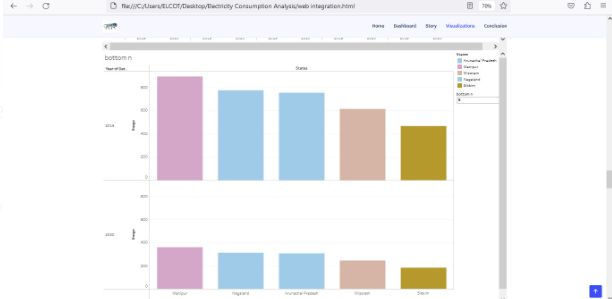 file:///C:/Users/ELCOT/Desktop/Electricity Consumption Analysis/web integration.html
70%
Home Dashboard Story Visualizations Conclusion
bottom n
States
Year of Dat..
States
Arunachal Pradesh
Manipur
Mizoram
Nagaland
Sikkim
bottom n
5
2019
Range
800
600
400
200
0
2020
Range
800
600
400
200
0
Manipur Nagaland Arunachal Pradesh Mizoram Sikkim